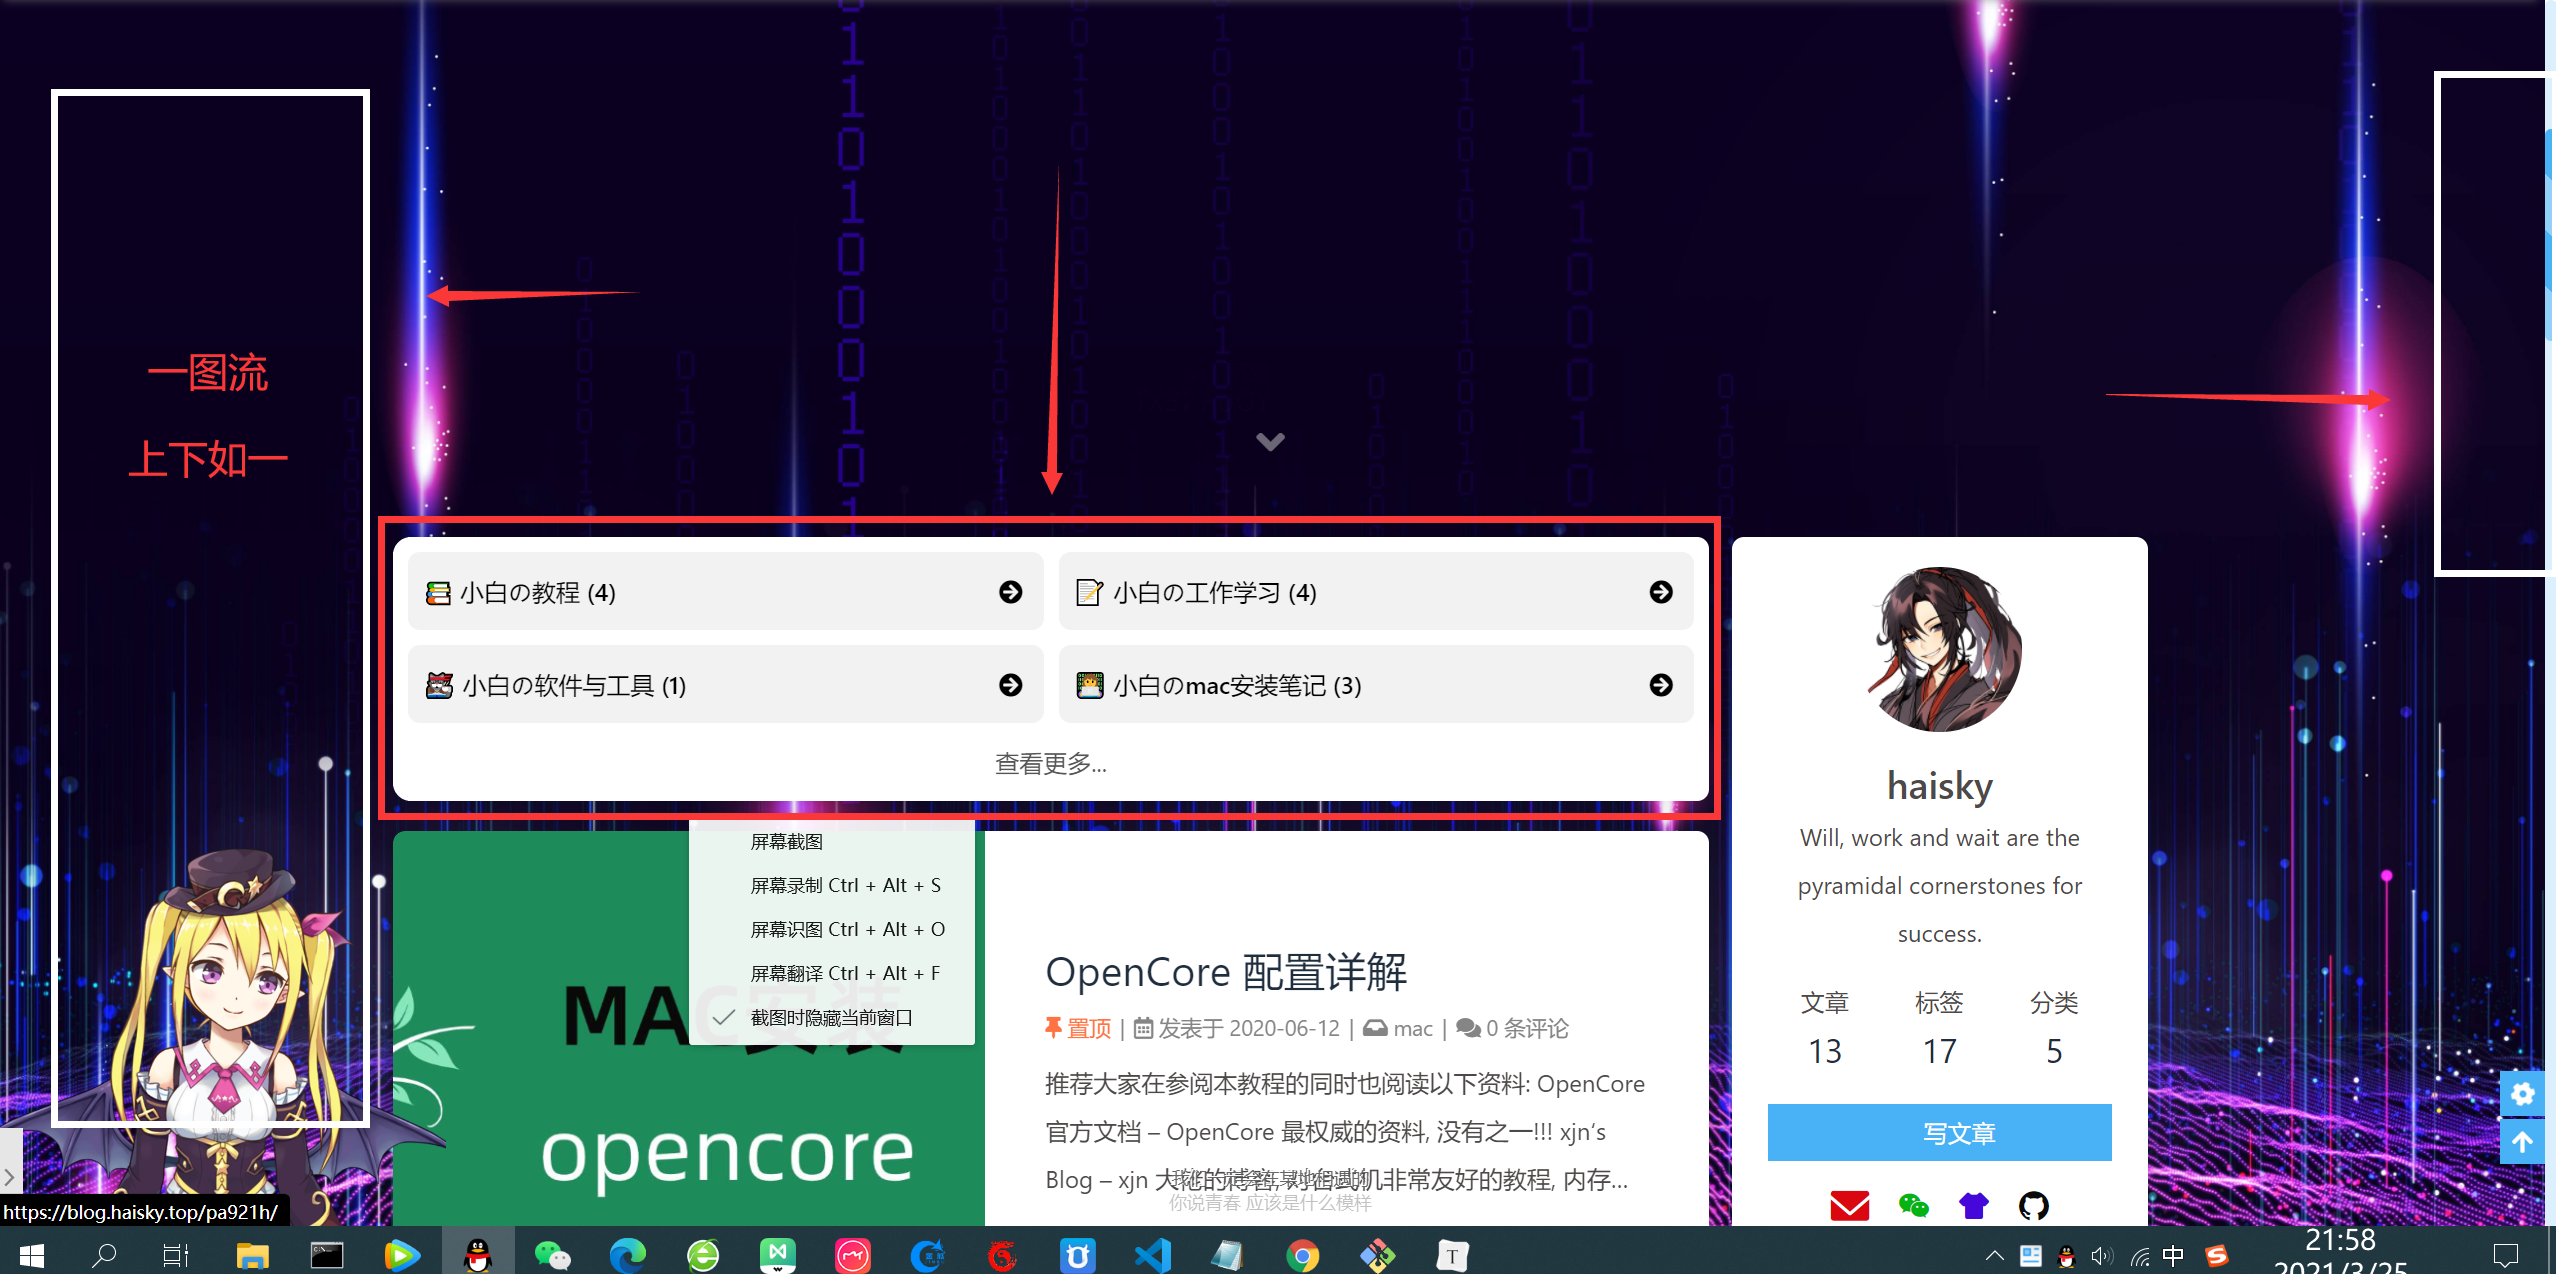 一图流
上下如一
小白の教程 (4)
小白の工作学习 (4)
小白の软件与工具 (1)
小白のmac安装笔记 (3)
查看更多...
屏幕截图
屏幕录制 Ctrl + Alt + S
屏幕识图 Ctrl + Alt + O
屏幕翻译 Ctrl + Alt + F
截图时隐藏当前窗口
MAC安装
opencore
OpenCore 配置详解
置顶 | 发表于 2020-06-12 | mac | 0 条评论
推荐大家在参阅本教程的同时也阅读以下资料: OpenCore
官方文档 – OpenCore 最权威的资料, 没有之一!!! xjn‘s
Blog – xjn 大佬的博客, 对固机非常友好的教程, 内存...
你说青春 应该是什么模样
haisky
Will, work and wait are the
pyramidal cornerstones for
success.
文章 标签 分类
13 17 5
写文章
https://blog.haisky.top/pa921h/
中
21:58
2021/3/25